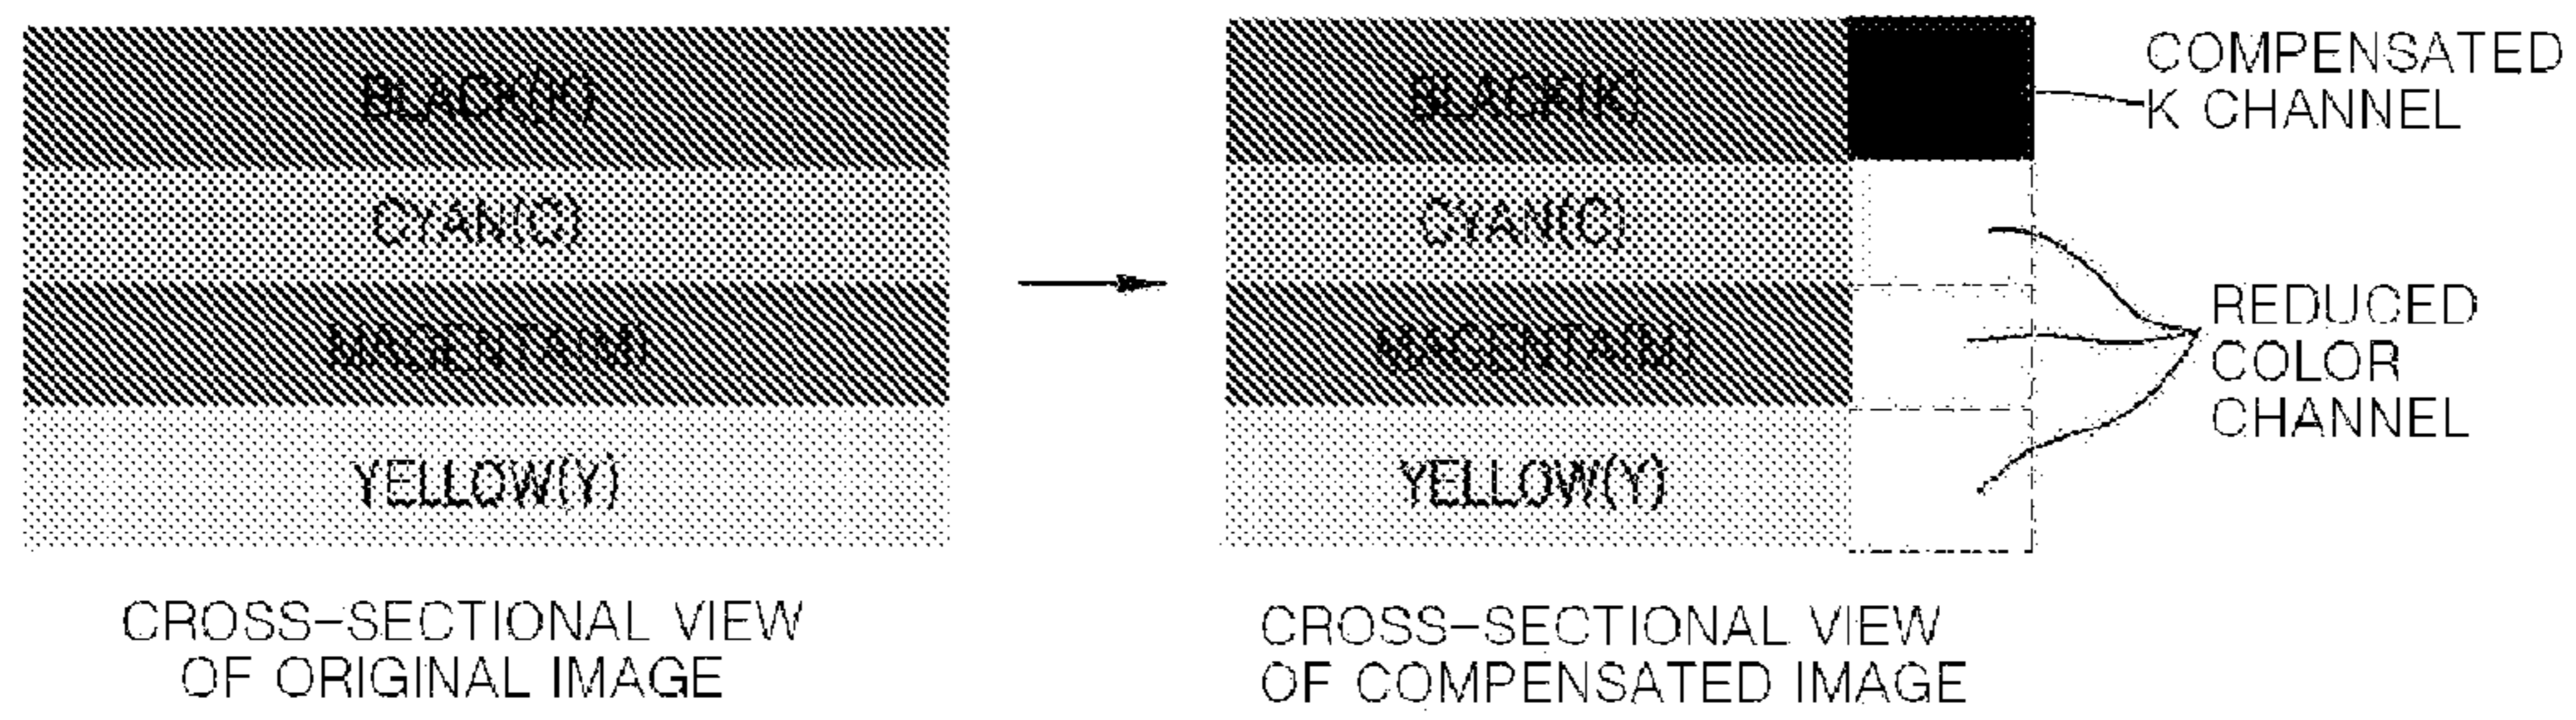 BLACK(K)
CYAN(C)
MAGENTA(M)
YELLOW(Y)
CROSS-SECTIONAL VIEW
OF ORIGINAL IMAGE
BLACK(K)
CYAN(C)
MAGENTA(M)
YELLOW(Y)
COMPENSATED
K CHANNEL
REDUCED
COLOR
CHANNEL
CROSS-SECTIONAL VIEW
OF COMPENSATED IMAGE